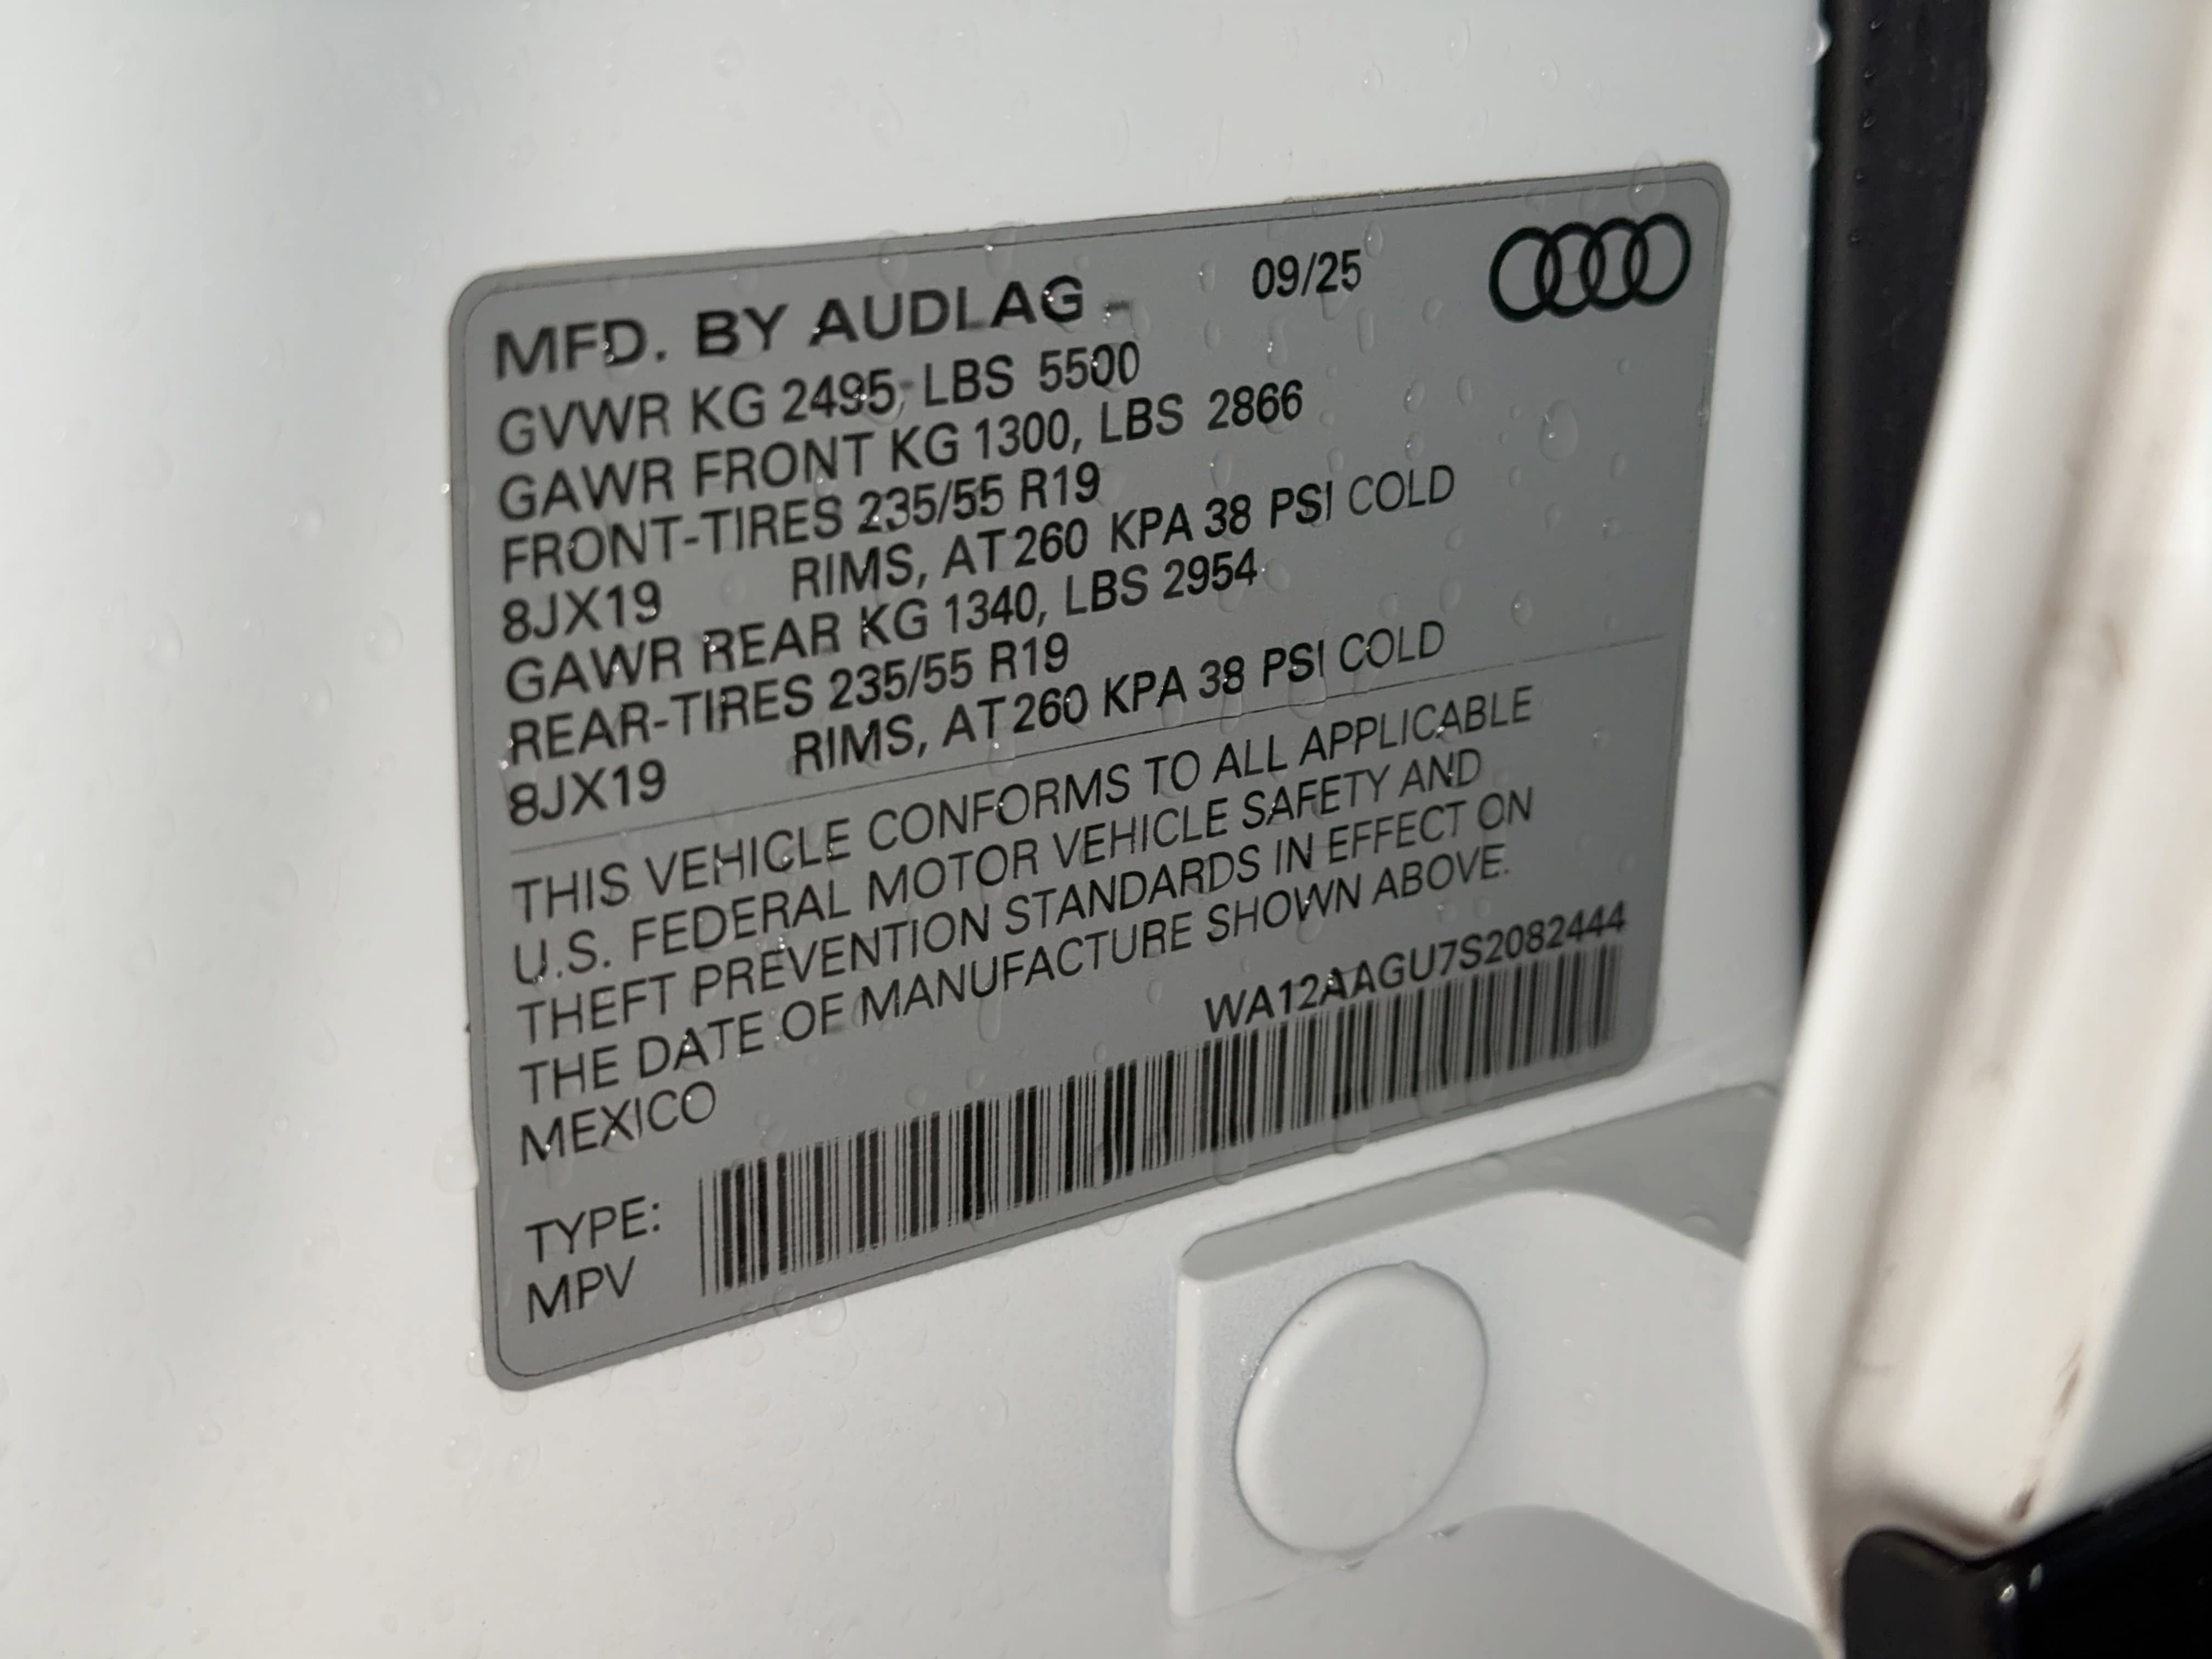 MFD. BY AUDI AG - 09/25
GVWR KG 2495, LBS 5500
GAWR FRONT KG 1300, LBS 2866
FRONT-TIRES 235/55 R19
8JX19 RIMS, AT 260 KPA 38 PSI COLD
GAWR REAR KG 1340, LBS 2954
REAR-TIRES 235/55 R19
8JX19 RIMS, AT 260 KPA 38 PSI COLD
THIS VEHICLE CONFORMS TO ALL APPLICABLE
U.S. FEDERAL MOTOR VEHICLE SAFETY AND
THEFT PREVENTION STANDARDS IN EFFECT ON
THE DATE OF MANUFACTURE SHOWN ABOVE.
MEXICO
WA12AAGU7S2082444
TYPE:
MPV